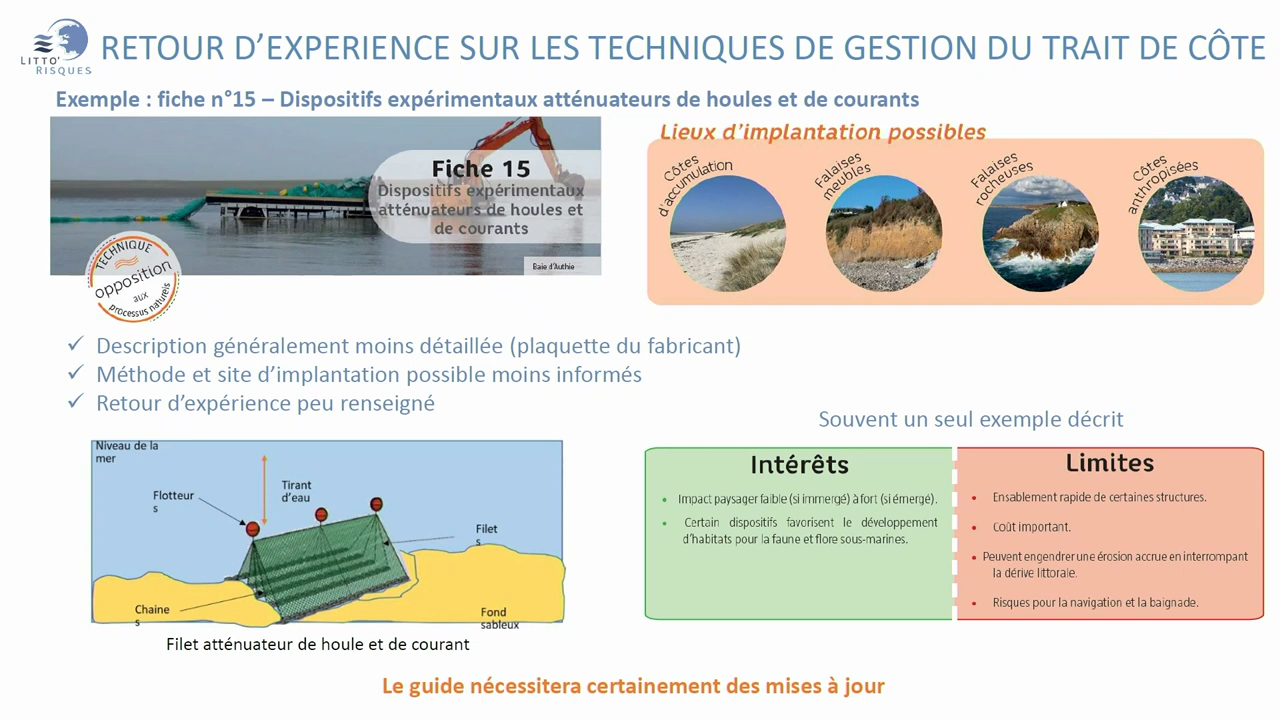 LITTO'
RISQUES
RETOUR D'EXPERIENCE SUR LES TECHNIQUES DE GESTION DU TRAIT DE CÔTE
Exemple : fiche n°15 – Dispositifs expérimentaux atténuateurs de houles et de courants
Fiche 15
Dispositifs expérimentaux
atténuateurs de houles et
de courants
Baie d'Authie
TECHNIQUE
opposition
aux
processus naturels
Lieux d'implantation possibles
Côtes
d'accumulation
Falaises
meubles
Falaises
rocheuses
Côtes
anthropisées
✓ Description généralement moins détaillée (plaquette du fabricant)
✓ Méthode et site d'implantation possible moins informés
✓ Retour d'expérience peu renseigné
Niveau de la
mer
Flotteur
s
Tirant
d'eau
Filet
s
Chaine
s
Fond
sableux
Filet atténuateur de houle et de courant
Souvent un seul exemple décrit
Intérêts
• Impact paysager faible (si immergé) à fort (si émergé).
• Certain dispositifs favorisent le développement
d'habitats pour la faune et flore sous-marines.
Limites
• Ensablement rapide de certaines structures.
• Coût important.
• Peuvent engendrer une érosion accrue en interrompant
la dérive littorale.
• Risques pour la navigation et la baignade.
Le guide nécessitera certainement des mises à jour